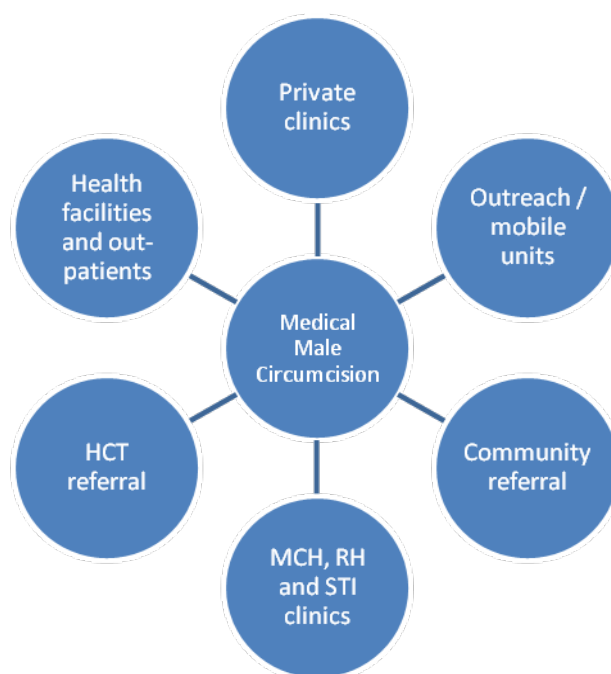 Private
clinics
Health
facilities
and out-
patients
Outreach /
mobile
units
Medical
Male
Circumcision
HCT
referral
Community
referral
MCH, RH
and STI
clinics